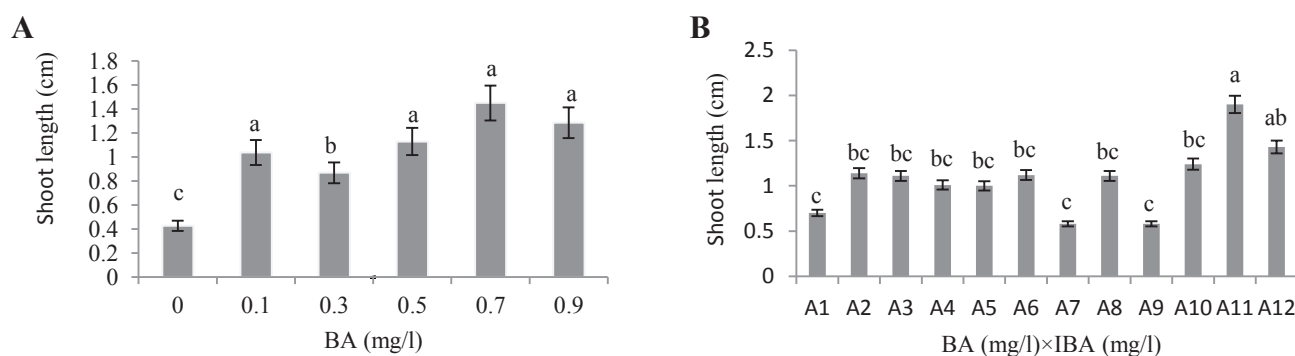 A
Shoot length (cm)
1.8
1.6
1.4
1.2
1
0.8
0.6
0.4
0.2
0
c
a
b
a
a
a
0 0.1 0.3 0.5 0.7 0.9
BA (mg/l)
B
Shoot length (cm)
2.5
2
1.5
1
0.5
0
c bc bc bc bc bc c bc c bc a ab
A1 A2 A3 A4 A5 A6 A7 A8 A9 A10 A11 A12
BA (mg/l)×IBA (mg/l)